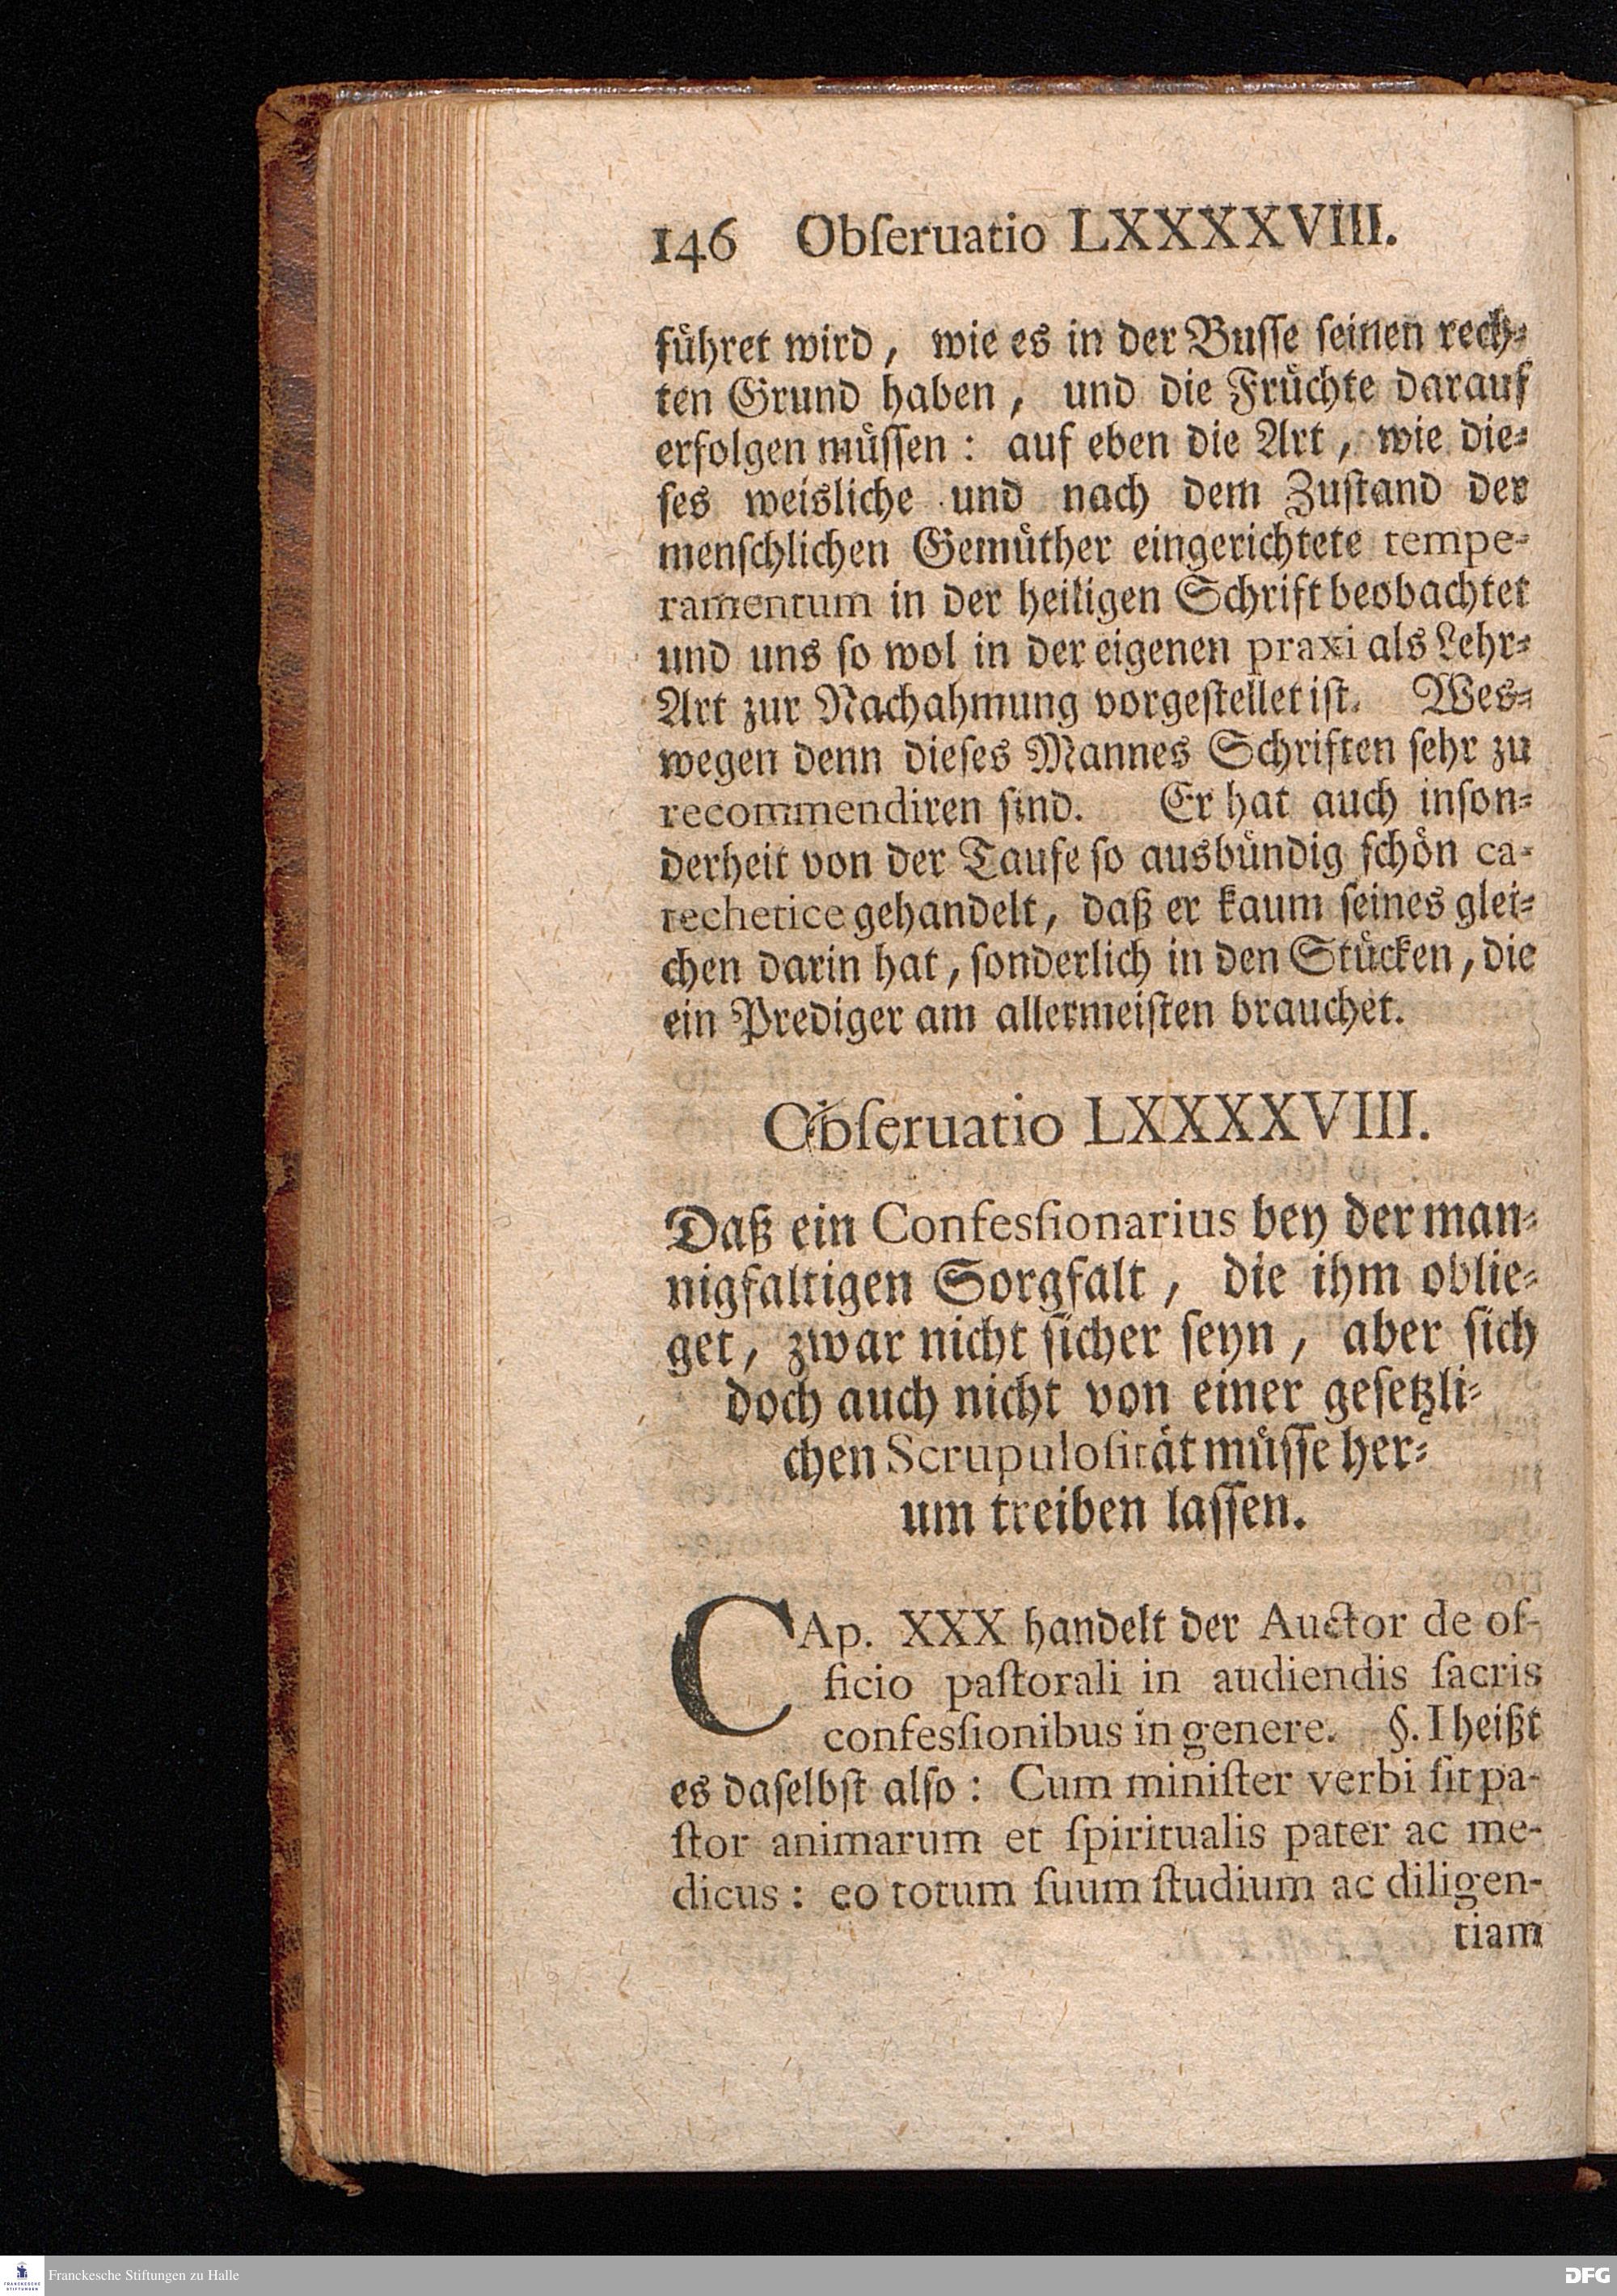 146 Obſeruatio LXXXXVIII.
führet wird, wie es in der Buſſe ſeinen rech⸗
ten Grund haben, und die Früchte darauf
erfolgen müſſen: auf eben die Art, wie die⸗
ſes weisliche und nach dem Zuſtand der
menſchlichen Gemüther eingerichtete tempe-
ramentum in der heiligen Schrift beobachtet
und uns ſo wol in der eigenen praxi als Lehr⸗
Art zur Nachahmung vorgeſtellet iſt. Wes⸗
wegen denn dieſes Mannes Schriften ſehr zu
recommendiren ſind. Er hat auch inſon⸗
derheit von der Taufe ſo ausbündig ſchön ca-
techetice gehandelt, daß er kaum ſeines glei⸗
chen darin hat, ſonderlich in den Stücken, die
ein Prediger am allermeiſten brauchet.
Obſeruatio LXXXXVIII.
Daß ein Confesſionarius bey der man⸗
nigfaltigen Sorgfalt, die ihm oblie⸗
get, zwar nicht ſicher ſeyn, aber ſich
doch auch nicht von einer geſetzli⸗
chen Scrupuloſität müſſe her⸗
um treiben laſſen.
CAp. XXX handelt der Auctor de of-
ficio paſtorali in audiendis ſacris
confesſionibus in genere. §. I heißt
es daſelbſt alſo: Cum miniſter verbi ſit pa-
ſtor animarum et ſpiritualis pater ac me-
dicus: eo totum ſuum ſtudium ac diligen-
tiam
Franckesche Stiftungen zu Halle
FRANCKESCHE
STIFTUNGEN
DFG